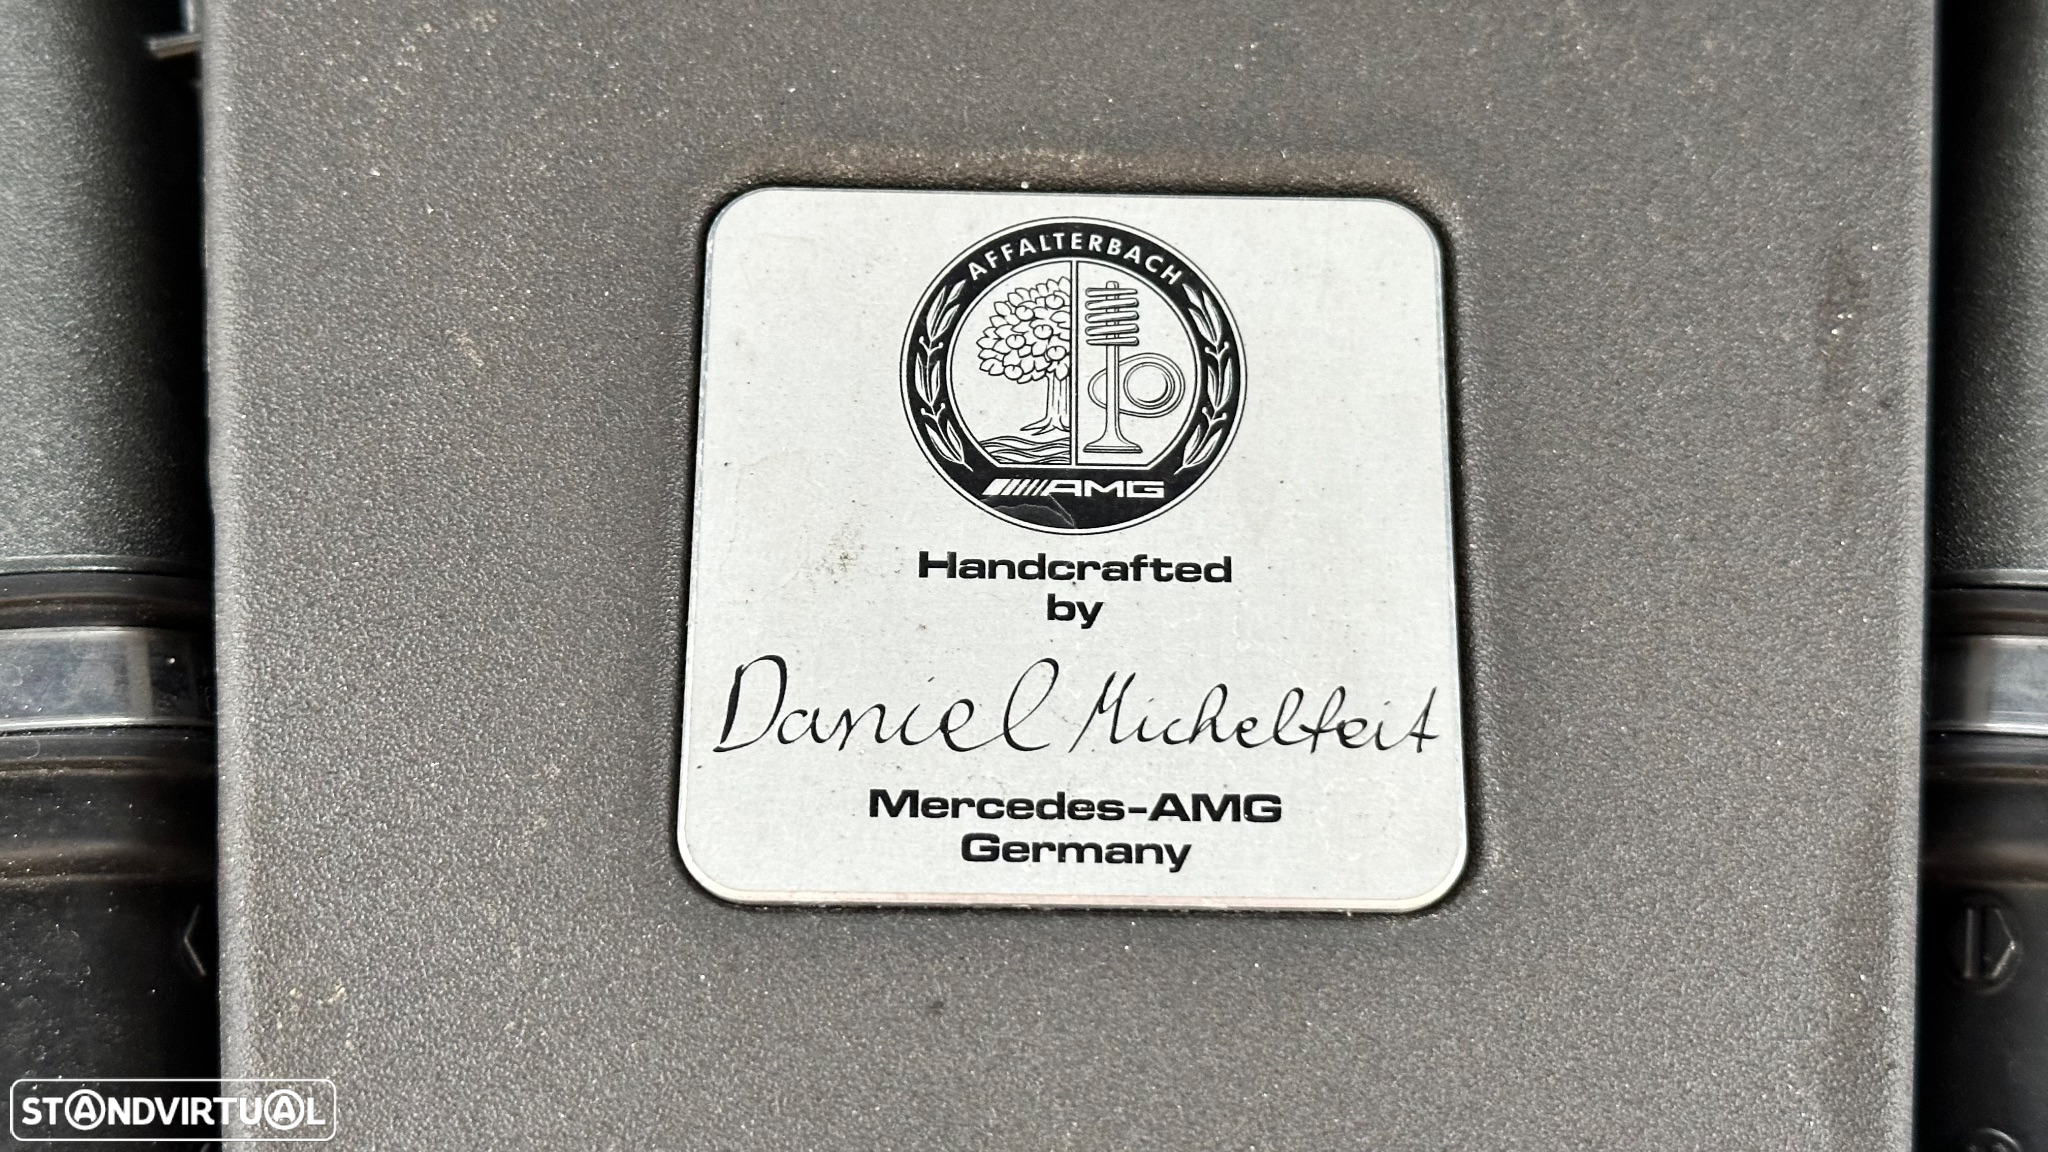 AFFALTERBACH
AMG
Handcrafted
by
Daniel Michelfeit
Mercedes-AMG
Germany
STANDVIRTUAL